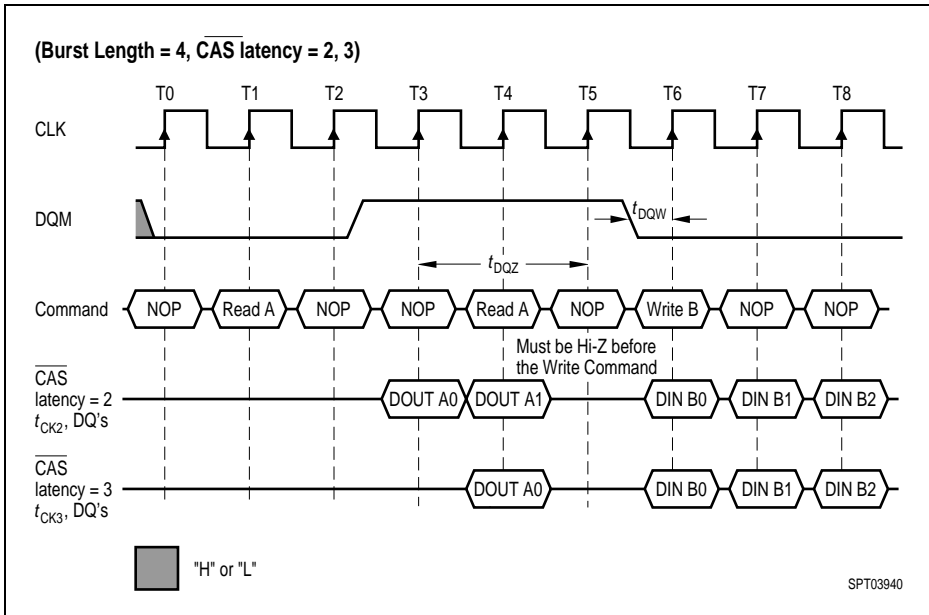 (Burst Length = 4, CAS latency = 2, 3)
T0 T1 T2 T3 T4 T5 T6 T7 T8
CLK
DQM
tDQW
tDQZ
Command NOP Read A NOP NOP Read A NOP Write B NOP NOP
Must be Hi-Z before
the Write Command
CAS
latency = 2
tCK2, DQ's
DOUT A0 DOUT A1 DIN B0 DIN B1 DIN B2
CAS
latency = 3
tCK3, DQ's
DOUT A0 DIN B0 DIN B1 DIN B2
"H" or "L"
SPT03940